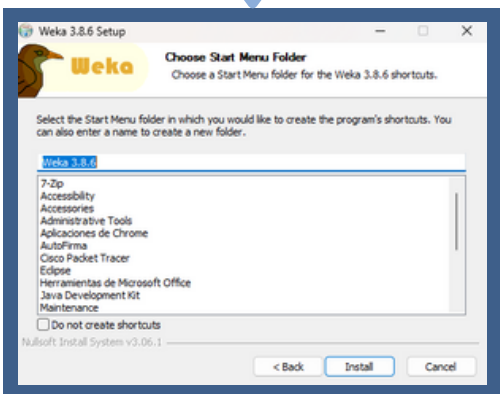 Weka 3.8.6 Setup
Weka
Choose Start Menu Folder
Choose a Start Menu folder for the Weka 3.8.6 shortcuts.
Select the Start Menu folder in which you would like to create the program's shortcuts. You
can also enter a name to create a new folder.
Weka 3.8.6
7-Zip
Accessibility
Accessories
Administrative Tools
Aplicaciones de Chrome
AutoFirma
Cisco Packet Tracer
Eclipse
Herramientas de Microsoft Office
Java Development Kit
Maintenance
Do not create shortcuts
Nullsoft Install System v3.06.1
< Back
Install
Cancel